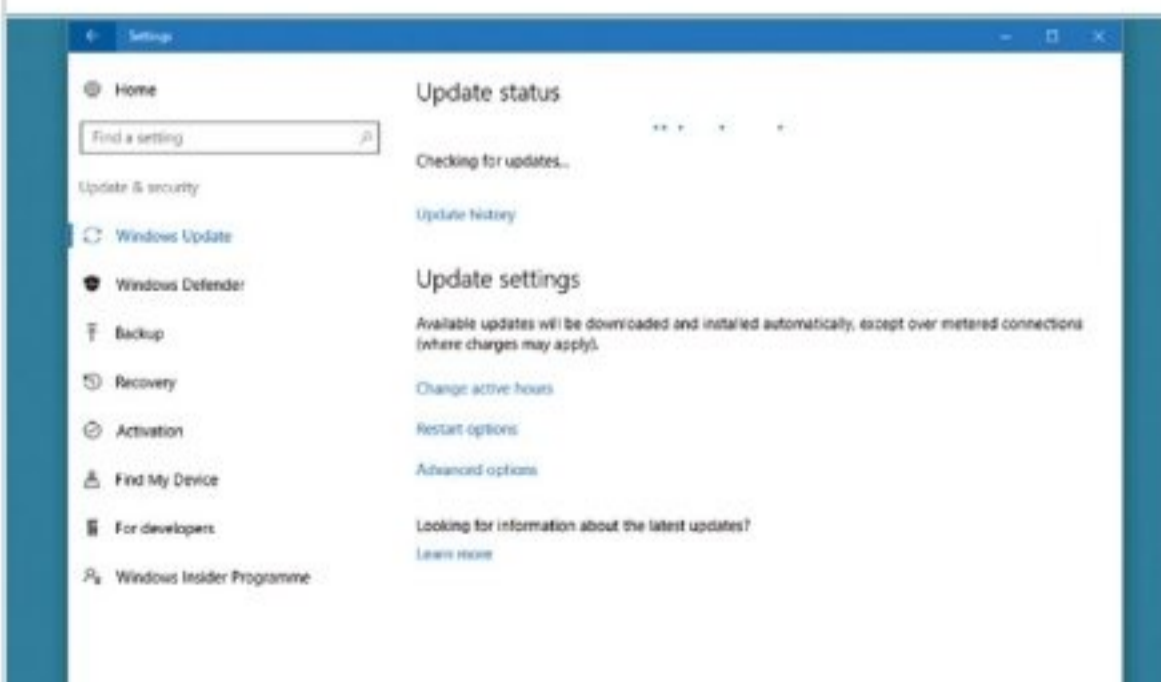 Settings
Home
Find a setting
Update & security
Windows Update
Windows Defender
Backup
Recovery
Activation
Find My Device
For developers
Windows Insider Programme
Update status
Checking for updates...
Update history
Update settings
Available updates will be downloaded and installed automatically, except over metered connections
(where charges may apply).
Change active hours
Restart options
Advanced options
Looking for information about the latest updates?
Learn more